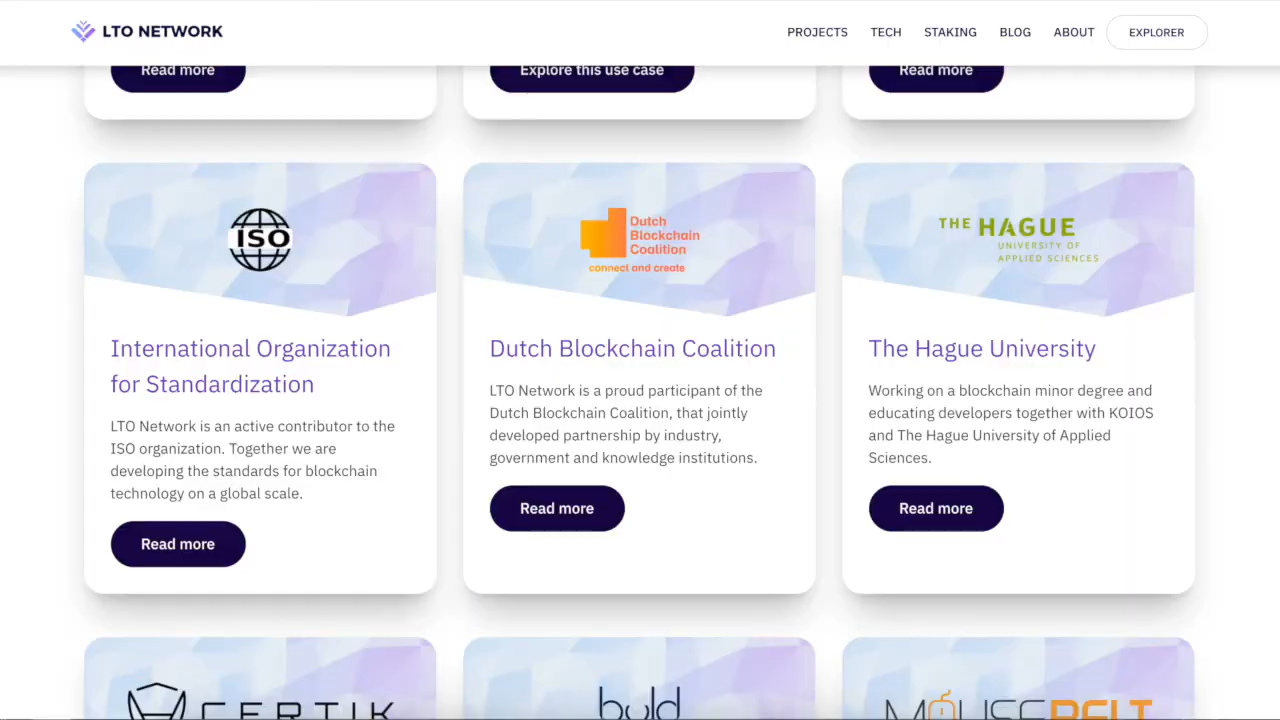 LTO NETWORK
PROJECTS
TECH
STAKING
BLOG
ABOUT
EXPLORER
Read more
Explore this use case
Read more
ISO
International Organization
for Standardization
LTO Network is an active contributor to the
ISO organization. Together we are
developing the standards for blockchain
technology on a global scale.
Read more
Dutch
Blockchain
Coalition
connect and create
Dutch Blockchain Coalition
LTO Network is a proud participant of the
Dutch Blockchain Coalition, that jointly
developed partnership by industry,
government and knowledge institutions.
Read more
THE HAGUE
UNIVERSITY OF
APPLIED SCIENCES
The Hague University
Working on a blockchain minor degree and
educating developers together with KOIOS
and The Hague University of Applied
Sciences.
Read more
CERTIK
bold
MOUSEBELT